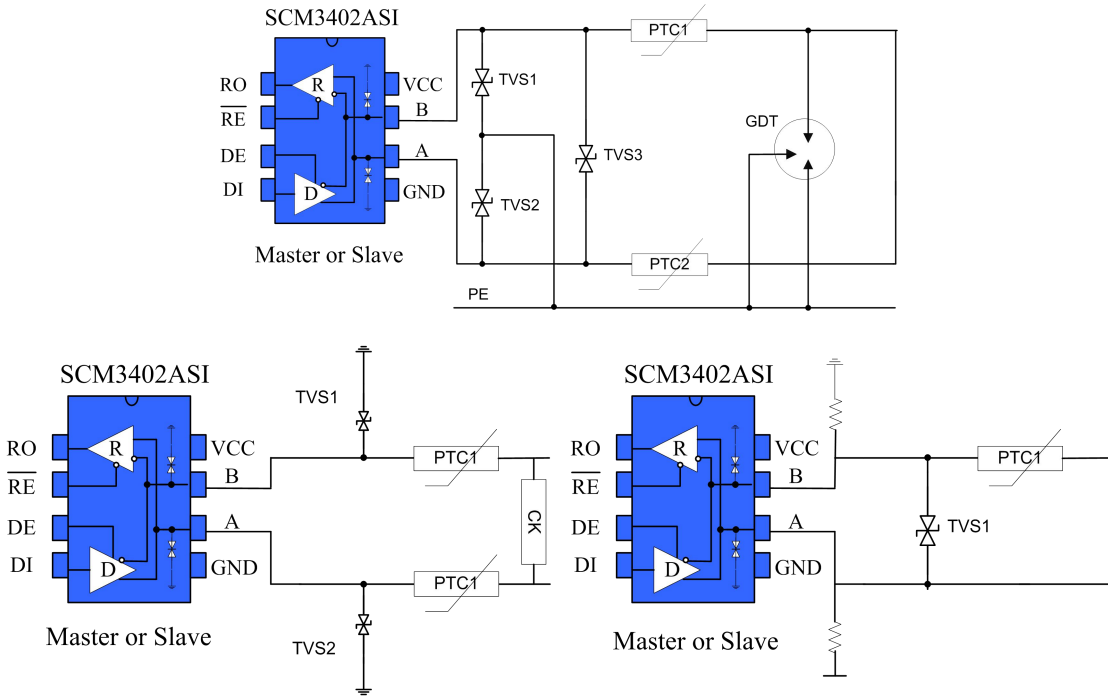 SCM3402ASI
RO
RE
DE
DI
R
D
VCC
B
A
GND
TVS1
TVS2
TVS3
PTC1
PTC2
GDT
PE
Master or Slave
SCM3402ASI
RO
RE
DE
DI
R
D
VCC
B
A
GND
TVS1
TVS2
PTC1
PTC1
CK
Master or Slave
SCM3402ASI
RO
RE
DE
DI
R
D
VCC
B
A
GND
PTC1
TVS1
Master or Slave